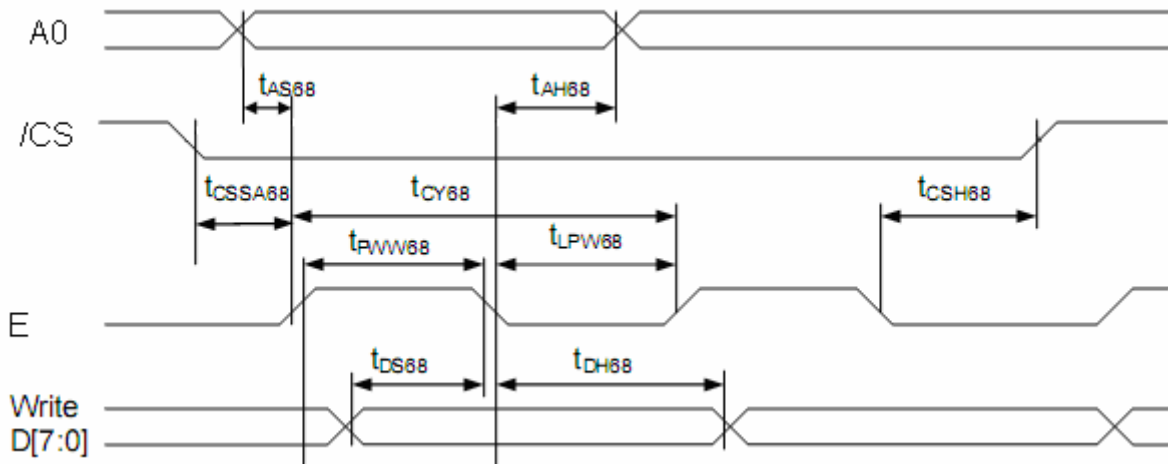 A0
tAS68 tAH68
/CS
tCSSA68 tCY68 tCSH68
tPWW68 tLPW68
E
tDS68 tDH68
Write
D[7:0]